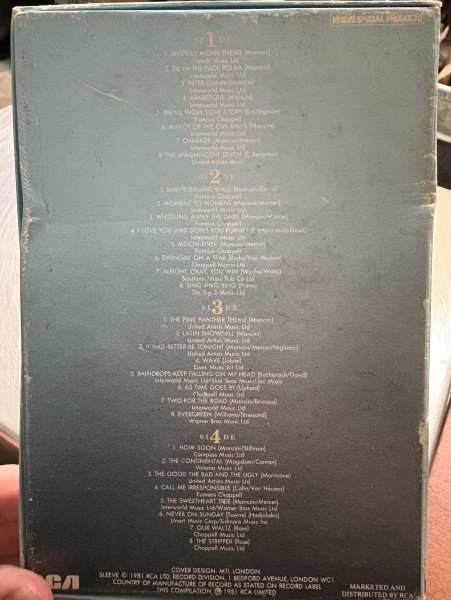 RCA SPECIAL PRODUCTS
SI 1 DE
1. MYSTERY MOVIE THEME (Mancini)
Leeds Music Ltd
2. PIE IN THE FACE POLKA (Mancini)
Interworld Music Ltd
3. PETER GUNN (Mancini)
Interworld Music Ltd
4. ARABESQUE (Mancini)
Interworld Music Ltd
5. THEME FROM 'LOVE STORY' (Lai/Sigman)
Famous Chappell
6. MARCH OF THE CUE BALLS (Mancini)
Interworld Music Ltd
7. CHARADE (Mancini/Mercer)
Interworld Music Ltd
8. THE MAGNIFICENT SEVEN (E. Bernstein)
United Artists Music
SI 2 DE
1. BABY ELEPHANT WALK (Mancini/David)
Famous Chappell
2. MOMENT TO MOMENT (Mancini/Mercer)
Interworld Music Ltd
3. WHISTLING AWAY THE DARK (Mancini/Mercer)
Famous Chappell
4. I LOVE YOU AND DON'T YOU FORGET IT (Mancini/Stillman)
Interworld Music Ltd
5. MOON RIVER (Mancini/Mercer)
Famous Chappell
6. SWINGIN' ON A STAR (Burke/Van Heusen)
Chappell Morris Ltd
7. ALRIGHT, OKAY, YOU WIN (Wyche/Watts)
Southern Music Pub Co Ltd
8. SING SING SING (Prima)
The Big 3 Music Ltd
SI 3 DE
1. THE PINK PANTHER THEME (Mancini)
United Artists Music Ltd
2. LATIN SNOWFALL (Mancini)
United Artists Music Ltd
3. IT HAD BETTER BE TONIGHT (Mancini/Mercer/Migliacci)
United Artists Music Ltd
4. WAVE (Jobim)
Essex Music Int Ltd
5. RAINDROPS KEEP FALLING ON MY HEAD (Bacharach/David)
Interworld Music Ltd/Blue Seas Music/Jac Music
6. AS TIME GOES BY (Upfield)
Chappell Music Ltd
7. TWO FOR THE ROAD (Mancini/Bricusse)
Interworld Music Ltd
8. EVERGREEN (Williams/Streisand)
Warner Bros Music Ltd
SI 4 DE
1. HOW SOON (Mancini/Stillman)
Compass Music Ltd
2. THE CONTINENTAL (Magidson/Conran)
Victoria Music Ltd
3. THE GOOD THE BAD AND THE UGLY (Morricone)
United Artists Music Ltd
4. CALL ME IRRESPONSIBLE (Cahn/Van Heusen)
Famous Chappell
5. THE SWEETHEART TREE (Mancini/Mercer)
Interworld Music Ltd/Warner Bros Music Ltd
6. NEVER ON SUNDAY (Towne) (Hadjidakis)
Unart Music Corp/Sidmore Music Inc
7. OUR WALTZ (Rose)
Chappell Music Ltd
8. THE STRIPPER (Rose)
Chappell Music Ltd
COVER DESIGN. MTL LONDON.
SLEEVE © 1981 RCA LTD. RECORD DIVISION, 1 BEDFORD AVENUE, LONDON WC1
COUNTRY OF MANUFACTURE OF RECORD AS STATED ON RECORD LABEL
THIS COMPILATION Ⓟ 1981 RCA LIMITED
RCA
MARKETED AND
DISTRIBUTED BY RCA